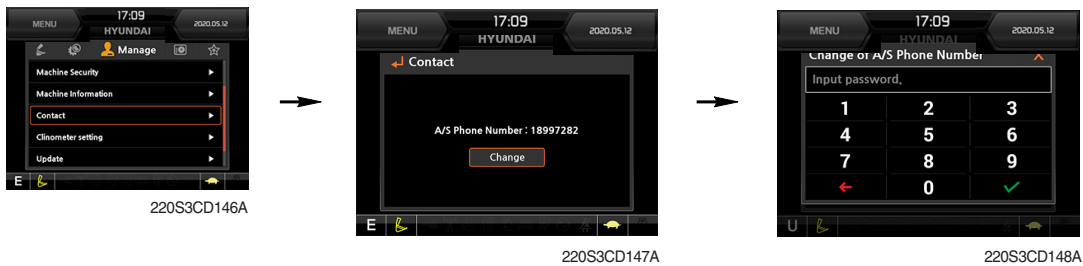 MENU
17:09
HYUNDAI
2020.05.12
Manage
Machine Security
Machine Information
Contact
Clinometer setting
Update
E
220S3CD146A
MENU
17:09
HYUNDAI
2020.05.12
Contact
A/S Phone Number : 18997282
Change
E
220S3CD147A
MENU
17:09
HYUNDAI
2020.05.12
Change of A/S Phone Number X
Input password.
1 2 3
4 5 6
7 8 9
0
U
220S3CD148A